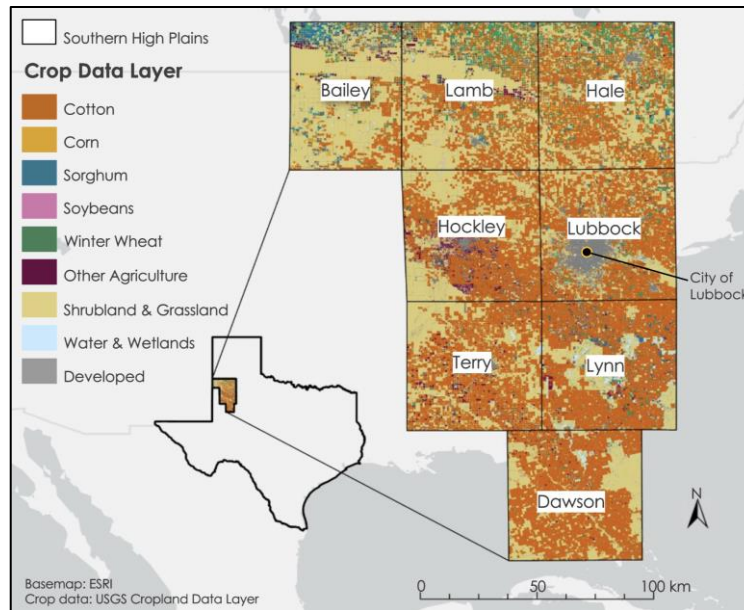 Southern High Plains
Crop Data Layer
Cotton
Corn
Sorghum
Soybeans
Winter Wheat
Other Agriculture
Shrubland & Grassland
Water & Wetlands
Developed
Bailey
Lamb
Hale
Hockley
Lubbock
City of
Lubbock
Terry
Lynn
Dawson
N
Basemap: ESRI
Crop data: USGS Cropland Data Layer
0 50 100 km